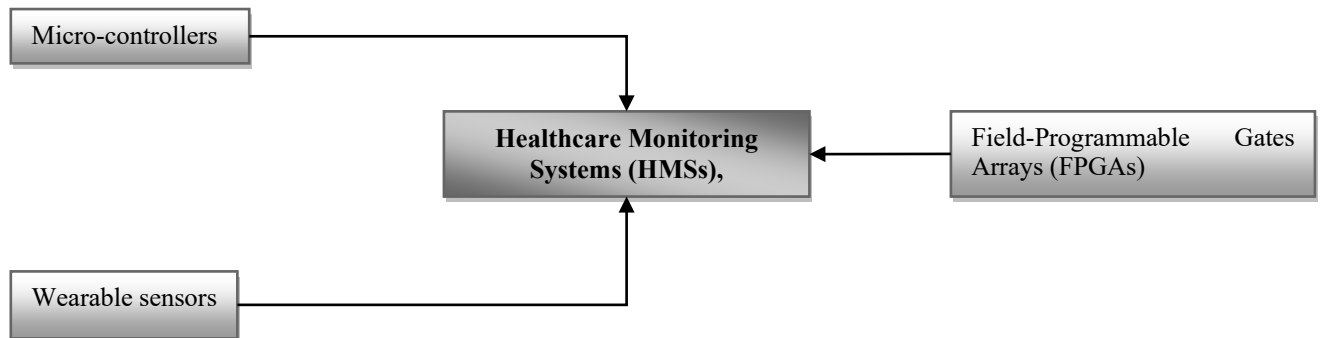 Micro-controllers
Healthcare Monitoring
Systems (HMSs),
Field-Programmable Gates
Arrays (FPGAs)
Wearable sensors